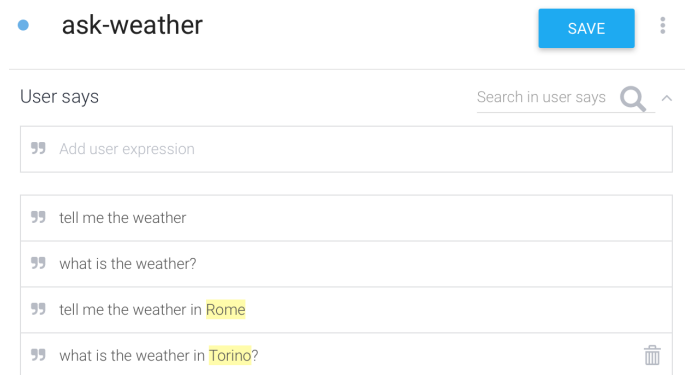 ask-weather
SAVE
User says
Search in user says
Add user expression
tell me the weather
what is the weather?
tell me the weather in Rome
what is the weather in Torino?